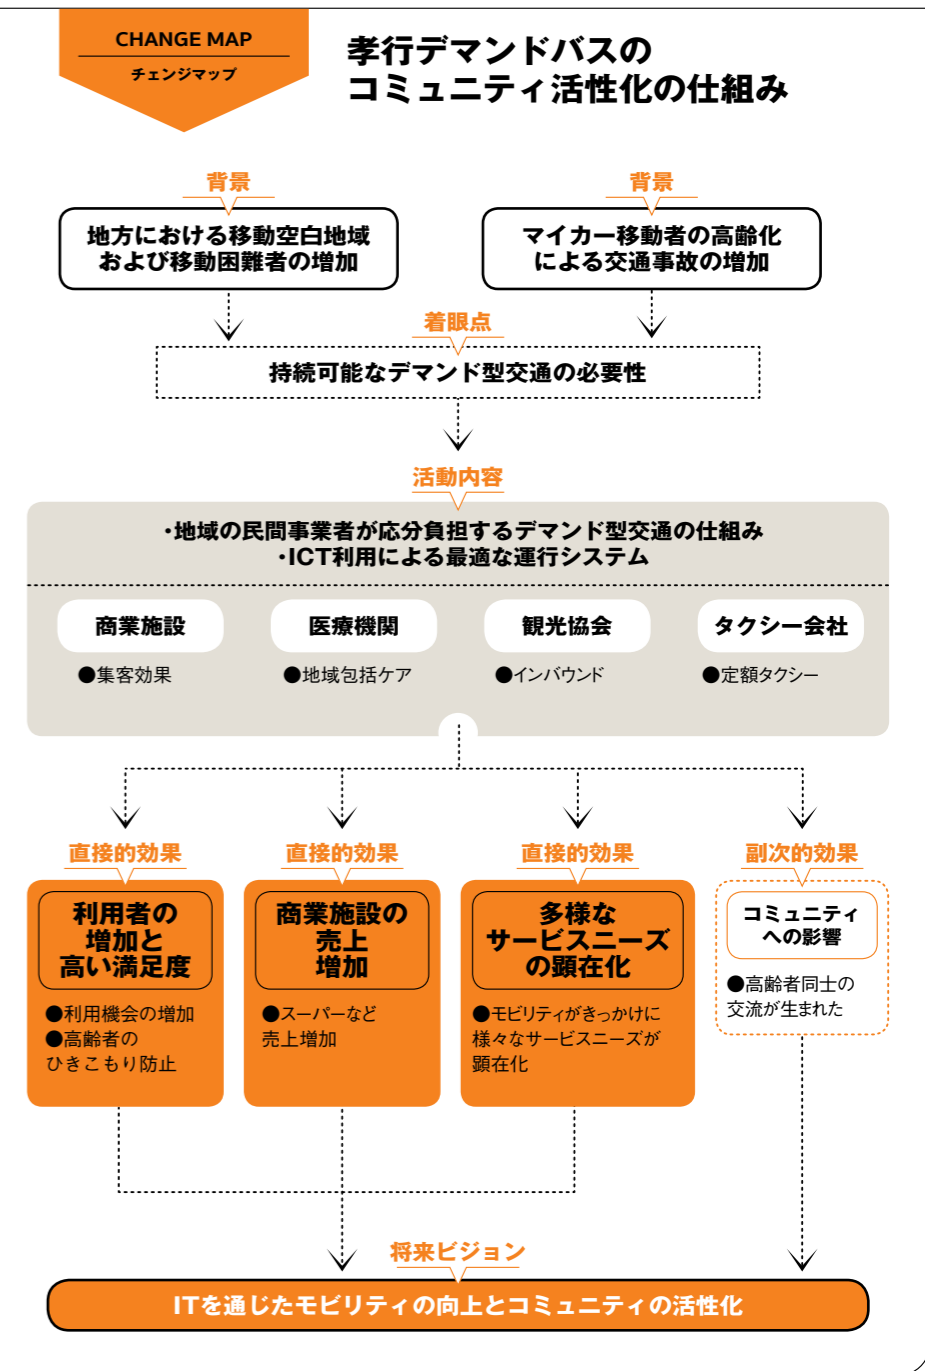 CHANGE MAP
チェンジマップ
孝行デマンドバスの
コミュニティ活性化の仕組み
背景
地方における移動空白地域
および移動困難者の増加
背景
マイカー移動者の高齢化
による交通事故の増加
着眼点
持続可能なデマンド型交通の必要性
活動内容
・地域の民間事業者が応分負担するデマンド型交通の仕組み
・ICT利用による最適な運行システム
商業施設
●集客効果
医療機関
●地域包括ケア
観光協会
●インバウンド
タクシー会社
●定額タクシー
直接的効果
利用者の
増加と
高い満足度
●利用機会の増加
●高齢者の
ひきこもり防止
直接的効果
商業施設の
売上
増加
●スーパーなど
売上増加
直接的効果
多様な
サービスニーズ
の顕在化
●モビリティがきっかけに
様々なサービスニーズが
顕在化
副次的効果
コミュニティ
への影響
●高齢者同士の
交流が生まれた
将来ビジョン
ITを通じたモビリティの向上とコミュニティの活性化